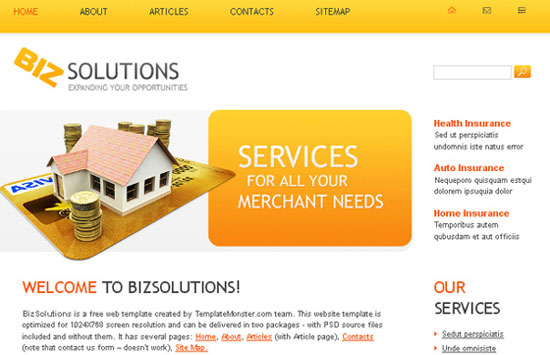 HOME ABOUT ARTICLES CONTACTS SITEMAP
BIZ SOLUTIONS
EXPANDING YOUR OPPORTUNITIES
VISA
SERVICES
FOR ALL YOUR
MERCHANT NEEDS
Health Insurance
Sed ut perspiciatis
undomnis iste natus error
Auto Insurance
Nequeporo quisquam estqui
dolorem ipsuquia dolor
Home Insurance
Temporibus autem
qubusdam et aut officiis
WELCOME TO BIZSOLUTIONS!
BizSolutions is a free web template created by TemplateMonster.com team. This website template is
optimized for 1024X768 screen resolution and can be delivered in two packages - with PSD source files
included and without them. It has several pages: Home, About, Articles (with Article page), Contacts
(note that contact us form – doesn't work), Site Map.
OUR
SERVICES
Sedut perspiciatis
Unde omnisiste